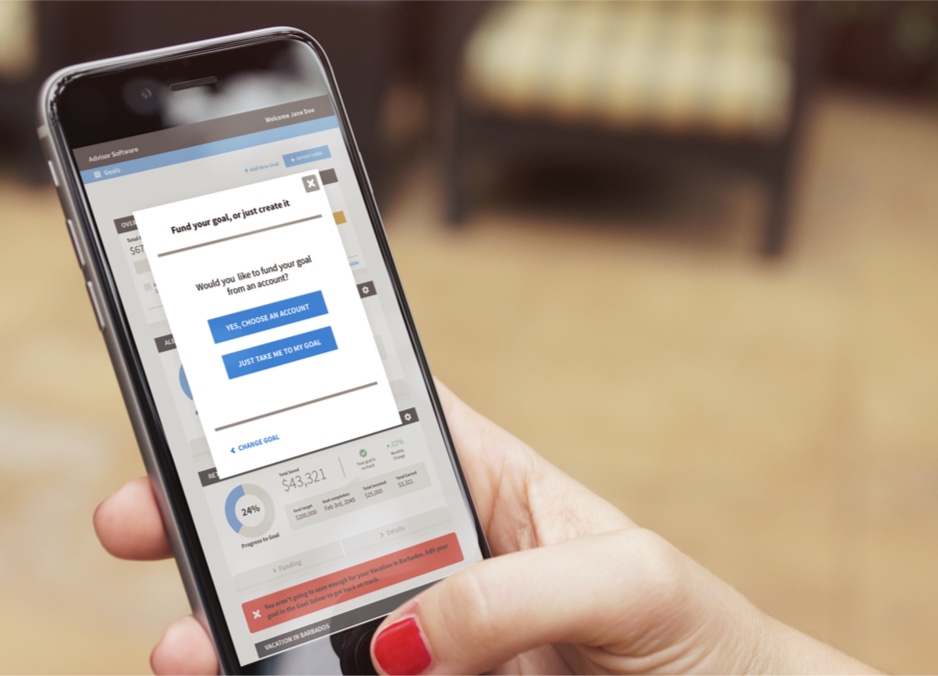 Advisor Software
Welcome Jane Doe
Goals
+ Add New Goal
Fund your goal, or just create it
Would you like to fund your goal
from an account?
YES, CHOOSE AN ACCOUNT
JUST TAKE ME TO MY GOAL
CHANGE GOAL
24%
Progress to Goal
Total Saved
$43,321
Your goal is
on track
Monthly
Change
Goal target
$200,000
Goal completion
Feb 3rd, 2045
Total Invested
$25,000
Total Earned
$3,321
> Funding
> Details
You aren't going to save enough for your Vacation in Barbados. Edit your
goal in the Goal Solver to get back on track.
VACATION IN BARBADOS